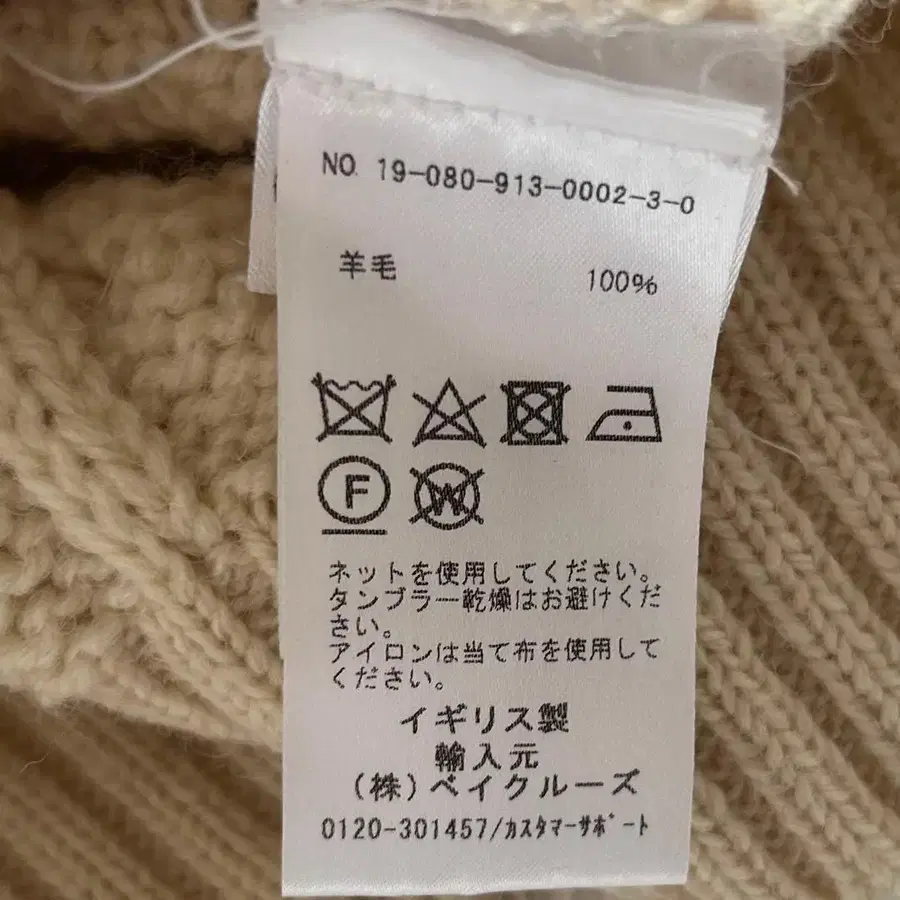 NO. 19-080-913-0002-3-0
羊毛 100%
F W
ネットを使用してください。
タンブラー乾燥はお避けくだ
さい。
アイロンは当て布を使用して
ください。
イギリス製
輸入元
(株)ベイクルーズ
0120-301457/ｶｽﾀﾏｰｻﾎﾟｰﾄ